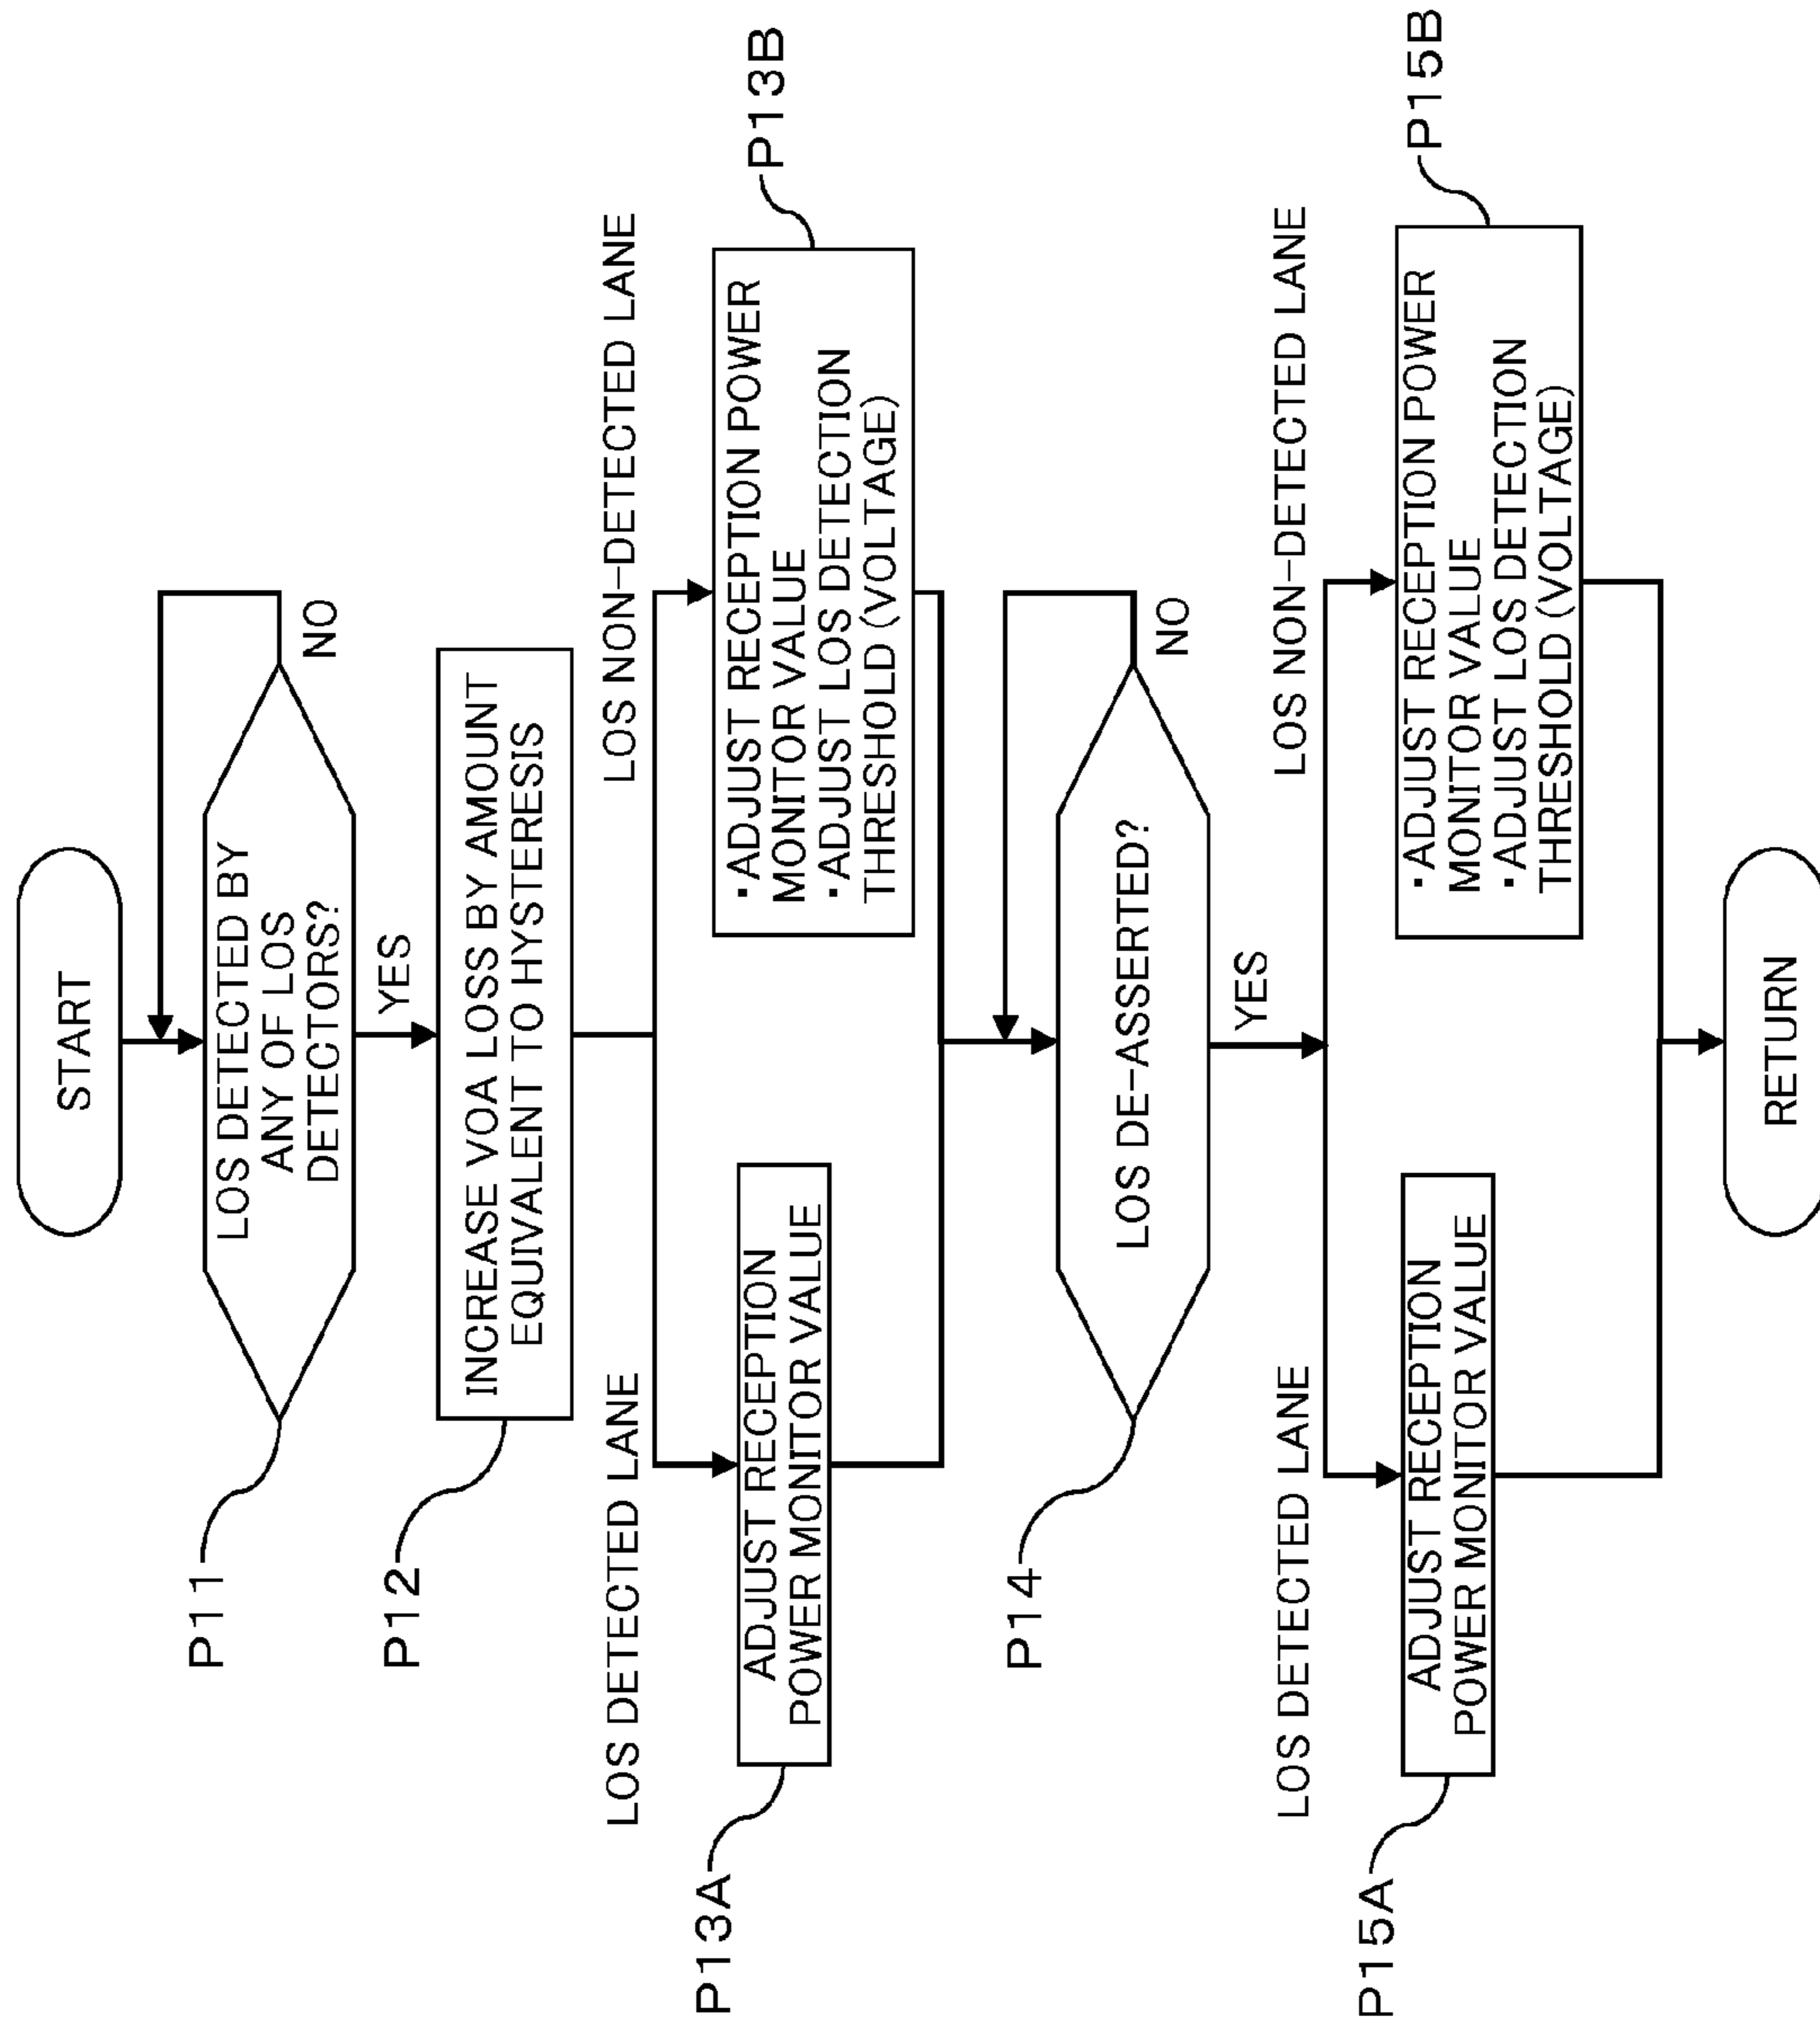 START
P11
LOS DETECTED BY
ANY OF LOS
DETECTORS?
NO
YES
P12
INCREASE VOA LOSS BY AMOUNT
EQUIVALENT TO HYSTERESIS
LOS DETECTED LANE
LOS NON-DETECTED LANE
P13A
ADJUST RECEPTION
POWER MONITOR VALUE
P13B
・ADJUST RECEPTION POWER
MONITOR VALUE
・ADJUST LOS DETECTION
THRESHOLD (VOLTAGE)
P14
LOS DE-ASSERTED?
NO
YES
LOS DETECTED LANE
LOS NON-DETECTED LANE
P15A
ADJUST RECEPTION
POWER MONITOR VALUE
P15B
・ADJUST RECEPTION POWER
MONITOR VALUE
・ADJUST LOS DETECTION
THRESHOLD (VOLTAGE)
RETURN